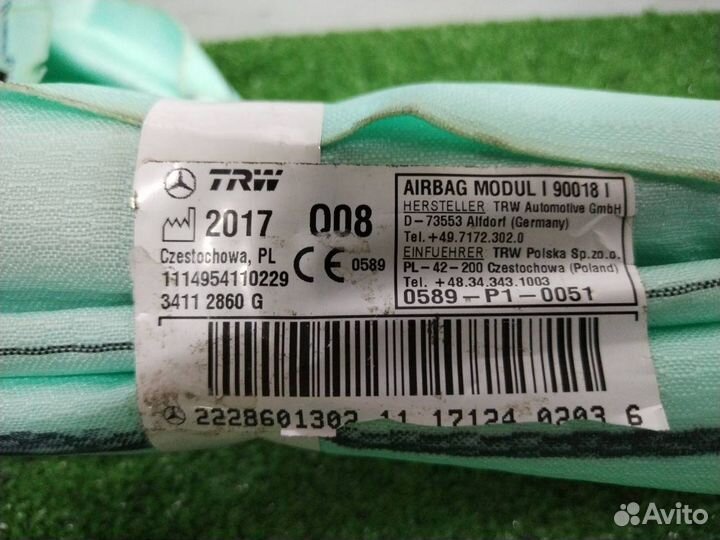 TRW
2017 008
Czestochowa, PL
CE 0589
1114954110229
3411 2860 G
AIRBAG MODUL I 90018 I
HERSTELLER TRW Automotive GmbH
D-73553 Alfdorf (Germany)
Tel. +49.7172.302.0
EINFUEHRER TRW Polska Sp.zo.o.
PL-42-200 Czestochowa (Poland)
Tel. +48.34.343.1003
0589-P1-0051
2228601302 11 17124 0203 6
Avito